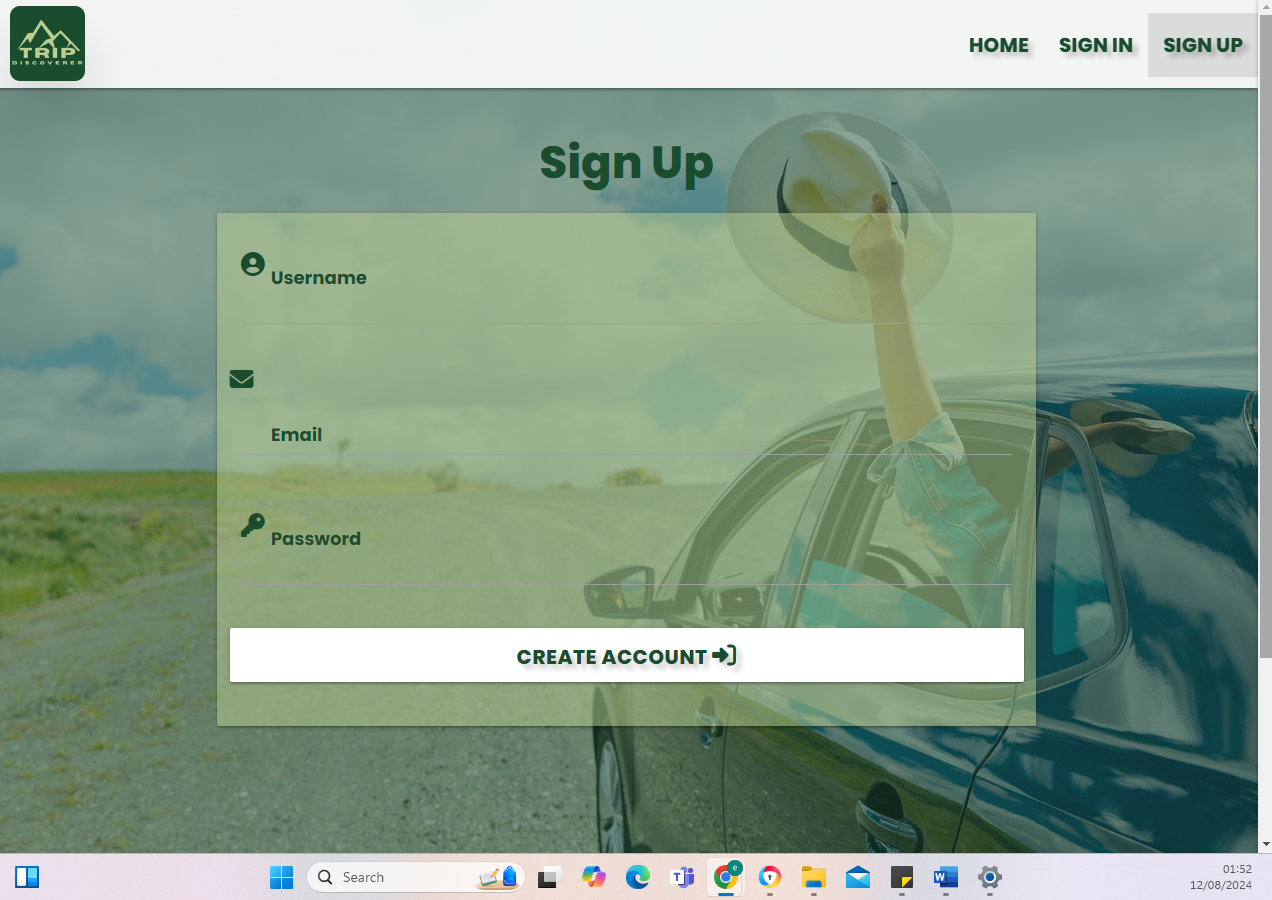 TRIP
DISCOVERER
HOME
SIGN IN
SIGN UP
Sign Up
Username
Email
Password
CREATE ACCOUNT
Search
01:52
12/08/2024